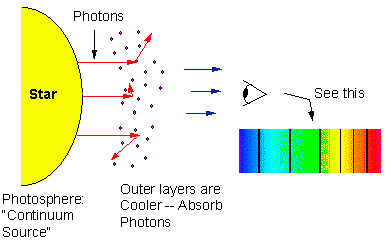 Photons
Star
See this
Photosphere:
"Continuum
Source"
Outer layers are
Cooler -- Absorb
Photons